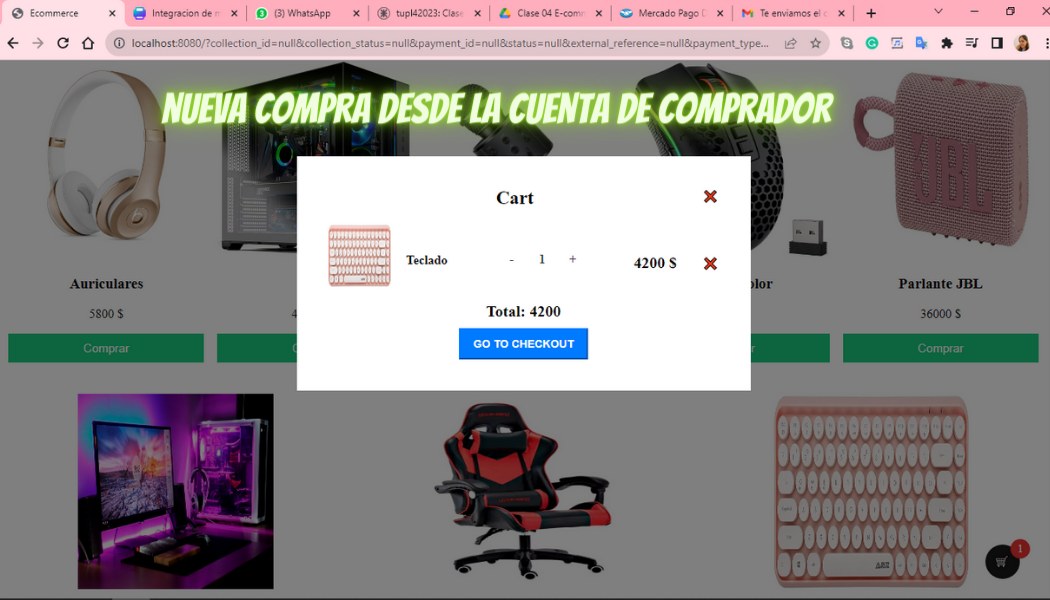 Ecommerce
Integracion de m
(3) WhatsApp
tupl42023: Clase
Clase 04 E-comm
Mercado Pago D
Te enviamos el c
localhost:8080/?collection_id=null&collection_status=null&payment_id=null&status=null&external_reference=null&payment_type...
NUEVA COMPRA DESDE LA CUENTA DE COMPRADOR
JBL
Cart
Teclado
- 1 +
4200 $
Total: 4200
GO TO CHECKOUT
Auriculares
Parlante JBL
5800 $
36000 $
Comprar
Comprar
1